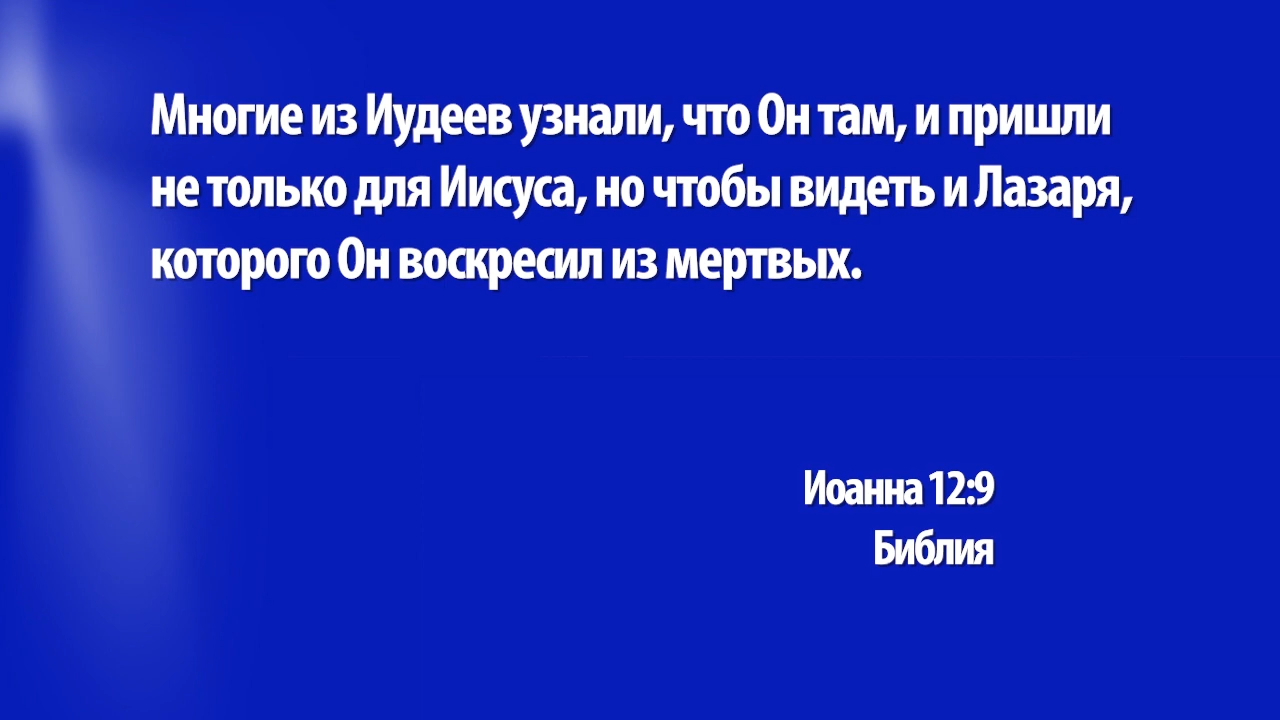 Многие из Иудеев узнали, что Он там, и пришли
не только для Иисуса, но чтобы видеть и Лазаря,
которого Он воскресил из мертвых.
Иоанна 12:9
Библия